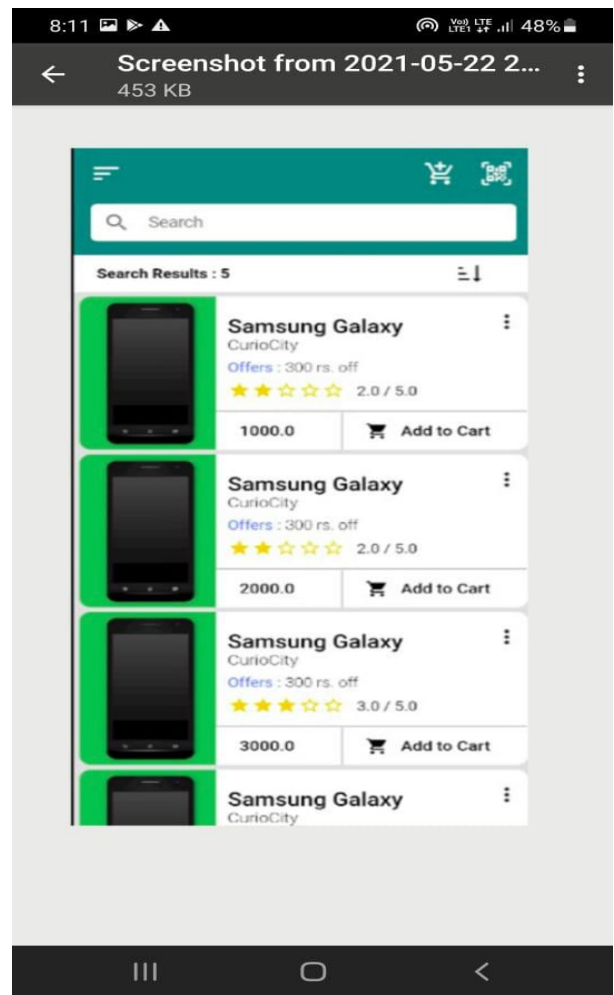 8:11 Vo)) LTE LTE1 48%
Screenshot from 2021-05-22 2...
453 KB
Search
Search Results : 5
Samsung Galaxy
CurioCity
Offers : 300 rs. off
2.0 / 5.0
1000.0 Add to Cart
Samsung Galaxy
CurioCity
Offers : 300 rs. off
2.0 / 5.0
2000.0 Add to Cart
Samsung Galaxy
CurioCity
Offers : 300 rs. off
3.0 / 5.0
3000.0 Add to Cart
Samsung Galaxy
CurioCity